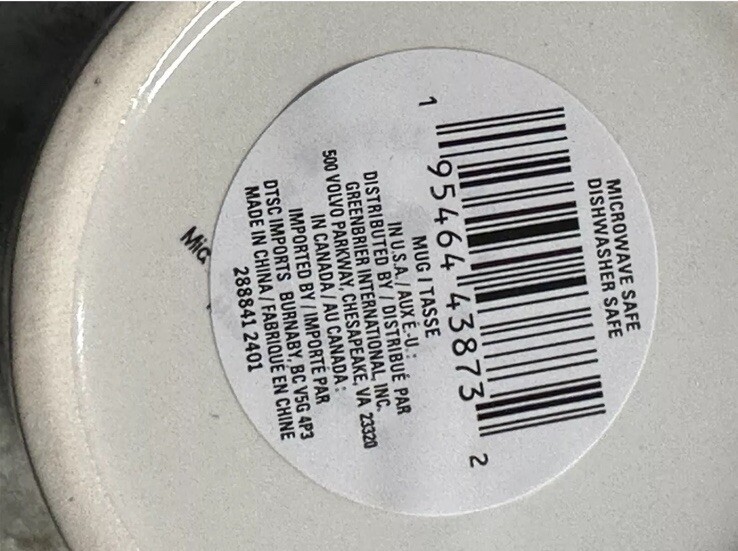 MICROWAVE SAFE
DISHWASHER SAFE
1 95464 43873 2
MUG / TASSE
IN U.S.A. / AUX É.-U. :
DISTRIBUTED BY / DISTRIBUÉ PAR
GREENBRIER INTERNATIONAL, INC.
500 VOLVO PARKWAY, CHESAPEAKE, VA 23320
IN CANADA / AU CANADA :
IMPORTED BY / IMPORTÉ PAR
DTSC IMPORTS BURNABY, BC V5G 4P3
MADE IN CHINA / FABRIQUÉ EN CHINE
288841 2401
Mic